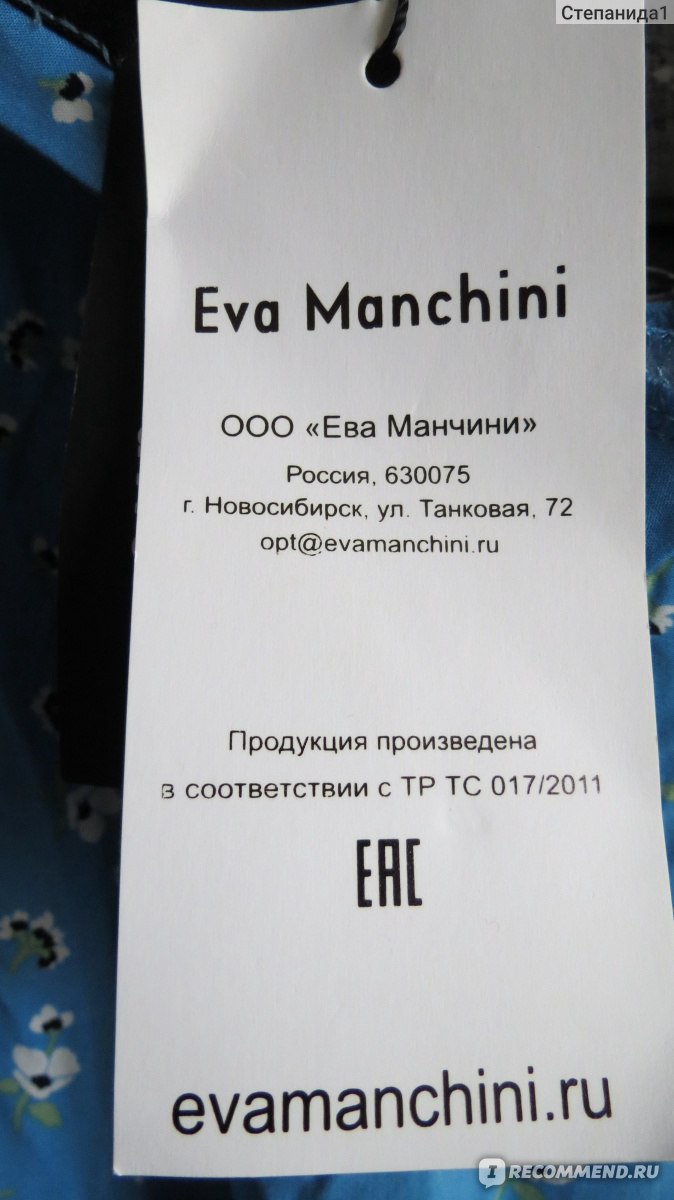 Степанида1
Eva Manchini
ООО «Ева Манчини»
Россия, 630075
г. Новосибирск, ул. Танковая, 72
opt@evamanchini.ru
Продукция произведена
в соответствии с ТР ТС 017/2011
EAC
evamanchini.ru
IRECOMMEND.RU